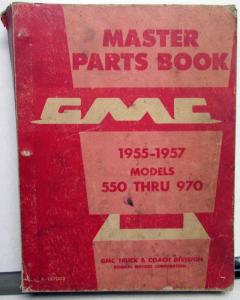 MASTER
PARTS BOOK
GMC
1955-1957
MODELS
550 THRU 970
GMC TRUCK & COACH DIVISION
GENERAL MOTORS CORPORATION